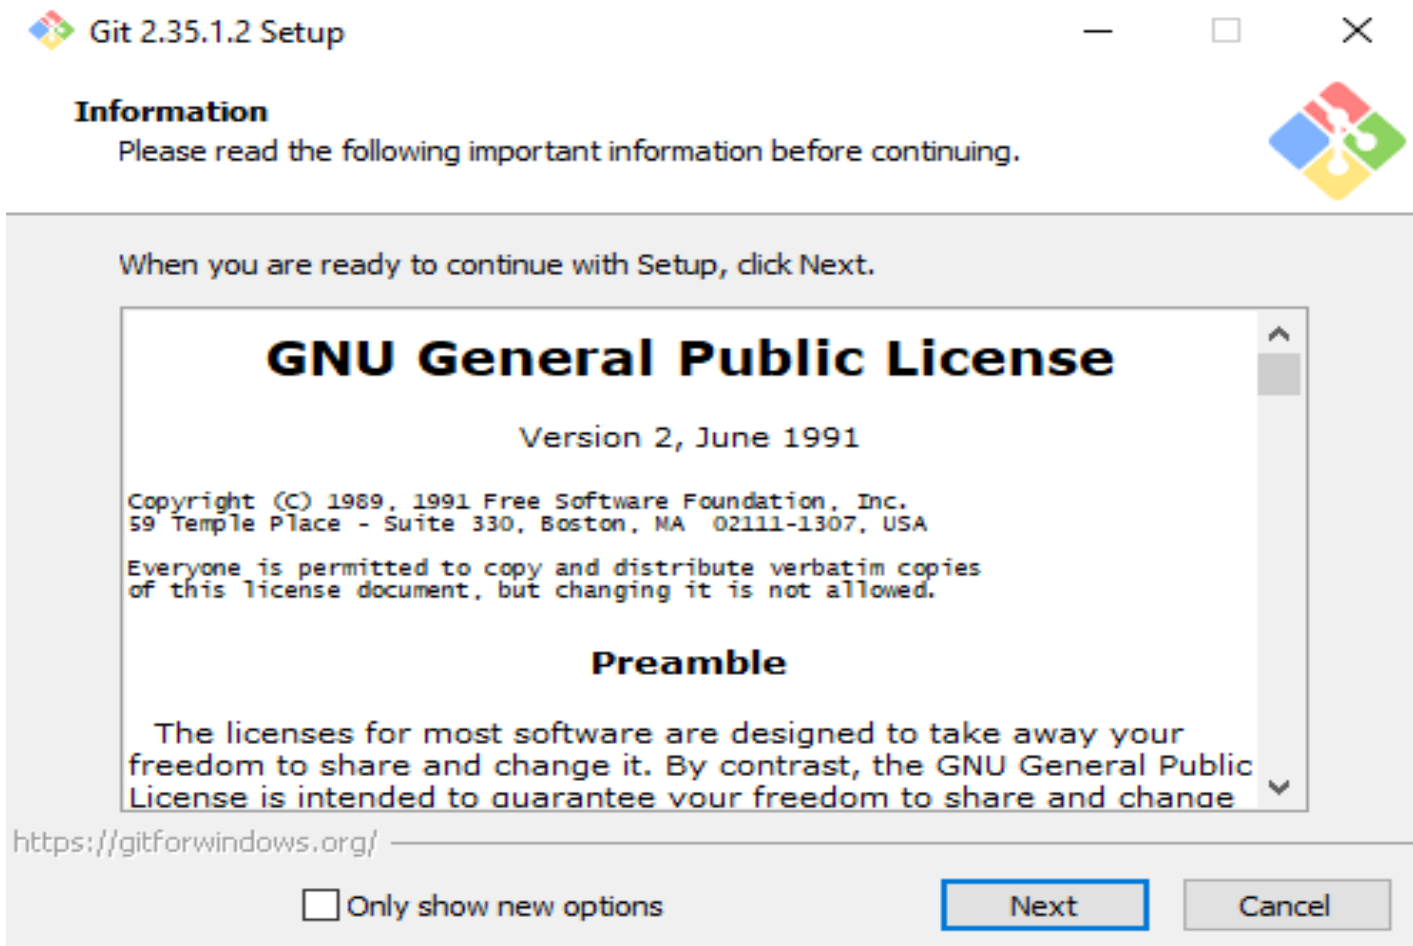 Git 2.35.1.2 Setup
Information
Please read the following important information before continuing.
When you are ready to continue with Setup, click Next.
GNU General Public License
Version 2, June 1991
Copyright (C) 1989, 1991 Free Software Foundation, Inc.
59 Temple Place - Suite 330, Boston, MA  02111-1307, USA
Everyone is permitted to copy and distribute verbatim copies
of this license document, but changing it is not allowed.
Preamble
The licenses for most software are designed to take away your
freedom to share and change it. By contrast, the GNU General Public
License is intended to guarantee your freedom to share and change
https://gitforwindows.org/
Only show new options
Next
Cancel